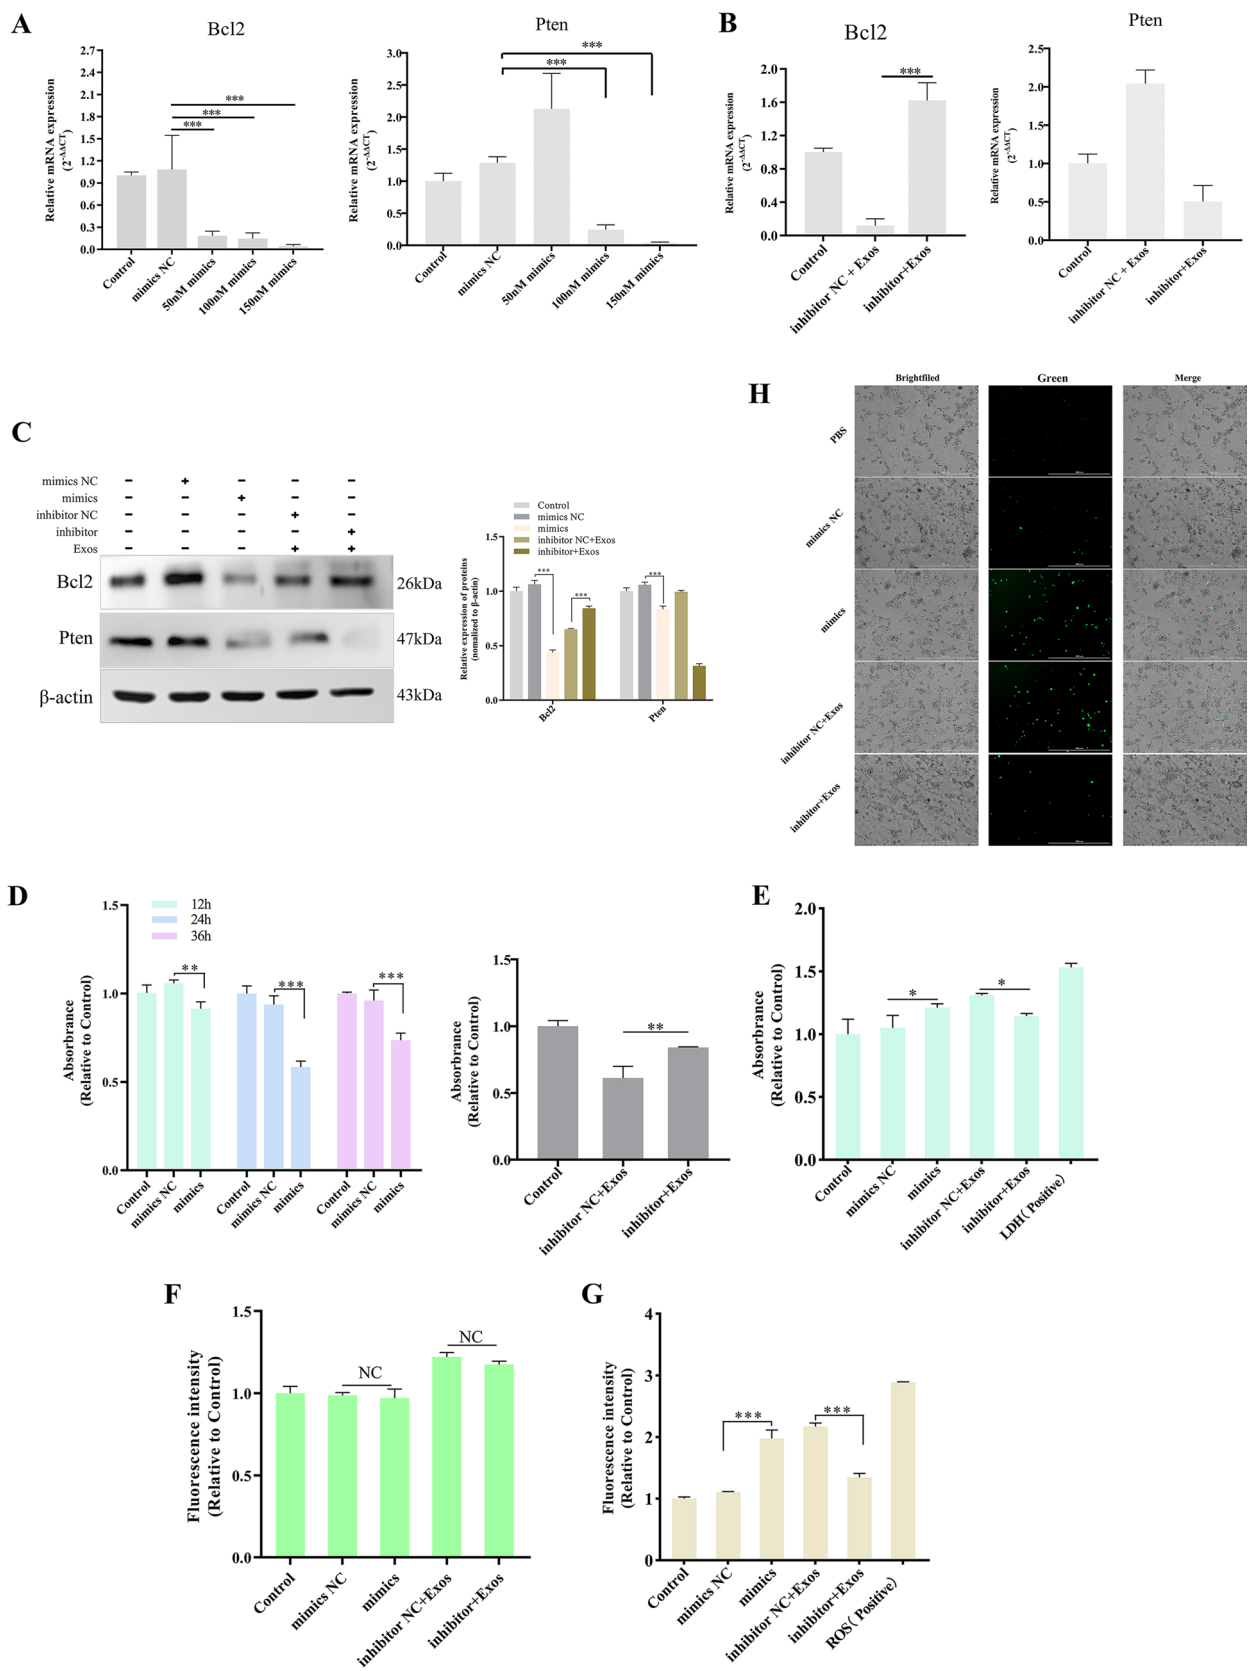 A
Bcl2
Relative mRNA expression
(2-ΔΔCT)
2.7
2.4
2.1
1.8
1.5
1.2
0.9
0.6
0.3
0.0
***
***
***
Control
mimics NC
50nM mimics
100nM mimics
150nM mimics
Pten
Relative mRNA expression
(2-ΔΔCT)
3.0
2.5
2.0
1.5
1.0
0.5
0.0
***
***
Control
mimics NC
50nM mimics
100nM mimics
150nM mimics
B
Bcl2
Relative mRNA expression
(2-ΔΔCT)
2.0
1.6
1.2
0.8
0.4
0.0
***
Control
inhibitor NC + Exos
inhibitor+Exos
Pten
Relative mRNA expression
(2-ΔΔCT)
2.5
2.0
1.5
1.0
0.5
0.0
Control
inhibitor NC + Exos
inhibitor+Exos
C
mimics NC - + - - -
mimics - - + - -
inhibitor NC - - - + -
inhibitor - - - - +
Exos - - - + +
Bcl2 26kDa
Pten 47kDa
β-actin 43kDa
Control
mimics NC
mimics
inhibitor NC+Exos
inhibitor+Exos
Relative expression of proteins
(nomalized to β-actin)
1.5
1.0
0.5
0.0
***
***
***
Bcl2
Pten
H
Brightfiled Green Merge
PBS
mimics NC
mimics
inhibitor NC+Exos
inhibitor+Exos
D
12h
24h
36h
Absorbrance
(Relative to Control)
1.5
1.0
0.5
0.0
**
***
***
Control
mimics NC
mimics
Control
mimics NC
mimics
Control
mimics NC
mimics
Absorbrance
(Relative to Control)
1.5
1.0
0.5
0.0
**
Control
inhibitor NC+Exos
inhibitor+Exos
E
Absorbrance
(Relative to Control)
2.0
1.5
1.0
0.5
0.0
*
*
Control
mimics NC
mimics
inhibitor NC+Exos
inhibitor+Exos
LDH( Positive)
F
Fluorescence intensity
(Relative to Control)
1.5
1.0
0.5
0.0
NC
NC
Control
mimics NC
mimics
inhibitor NC+Exos
inhibitor+Exos
G
Fluorescence intensity
(Relative to Control)
4
3
2
1
0
***
***
Control
mimics NC
mimics
inhibitor NC+Exos
inhibitor+Exos
ROS( Positive)